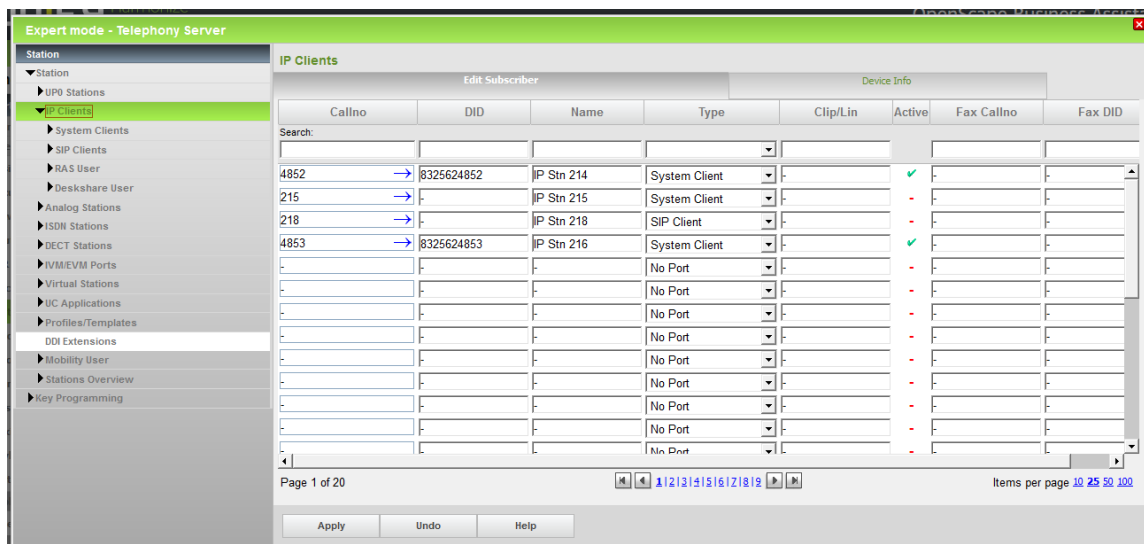 OpenScape Business Assista
Expert mode - Telephony Server
Station
Station
UP0 Stations
IP Clients
System Clients
SIP Clients
RAS User
Deskshare User
Analog Stations
ISDN Stations
DECT Stations
IVM/EVM Ports
Virtual Stations
UC Applications
Profiles/Templates
DDI Extensions
Mobility User
Stations Overview
Key Programming
IP Clients
Edit Subscriber Device Info
Callno DID Name Type Clip/Lin Active Fax Callno Fax DID
Search:
4852 → 8325624852 IP Stn 214 System Client - ✔ - -
215 → - IP Stn 215 System Client - - - -
218 → - IP Stn 218 SIP Client - - - -
4853 → 8325624853 IP Stn 216 System Client - ✔ - -
- - - No Port - - - -
- - - No Port - - - -
- - - No Port - - - -
- - - No Port - - - -
- - - No Port - - - -
- - - No Port - - - -
- - - No Port - - - -
- - - No Port - - - -
- - - No Port - - - -
Page 1 of 20 1|2|3|4|5|6|7|8|9 Items per page 10 25 50 100
Apply Undo Help